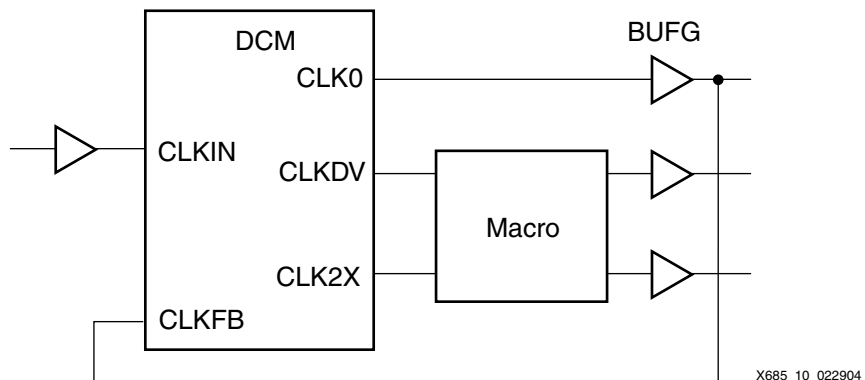 DCM
BUFG
CLK0
CLKIN
CLKDV
Macro
CLK2X
CLKFB
X685_10_022904